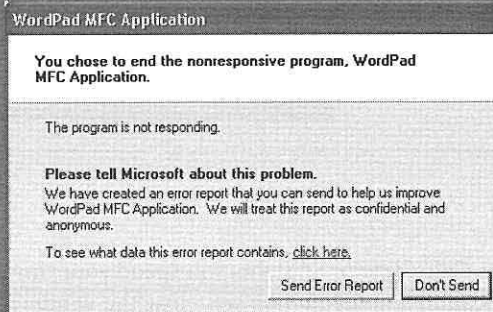 WordPad MFC Application
You chose to end the nonresponsive program, WordPad
MFC Application.
The program is not responding.
Please tell Microsoft about this problem.
We have created an error report that you can send to help us improve
WordPad MFC Application. We will treat this report as confidential and
anonymous.
To see what data this error report contains, click here.
Send Error Report Don't Send